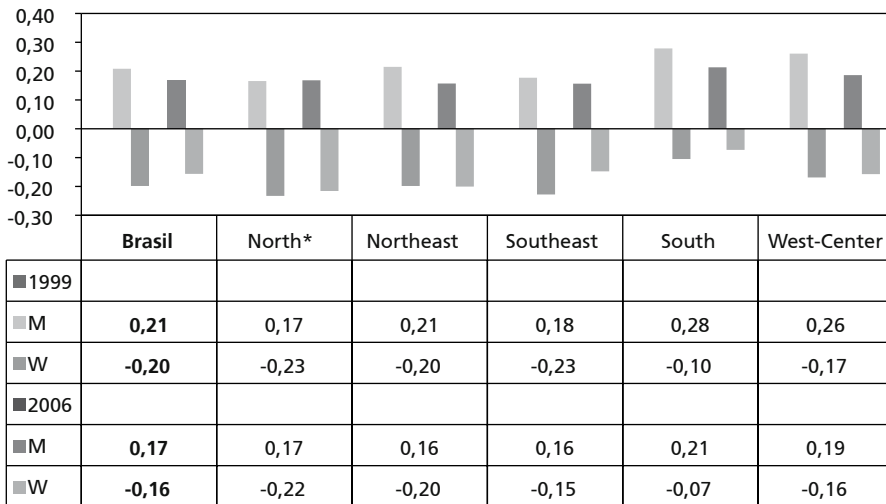 0,40
0,30
0,20
0,10
0,00
-0,10
-0,20
-0,30
Brasil North* Northeast Southeast South West-Center
1999
M 0,21 0,17 0,21 0,18 0,28 0,26
W -0,20 -0,23 -0,20 -0,23 -0,10 -0,17
2006
M 0,17 0,17 0,16 0,16 0,21 0,19
W -0,16 -0,22 -0,20 -0,15 -0,07 -0,16